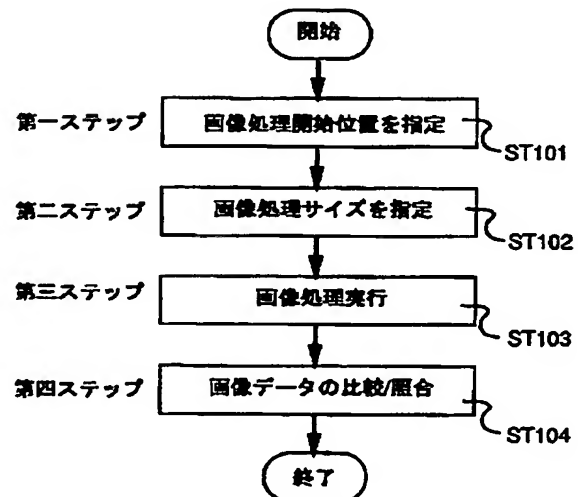 開始
第一ステップ 画像処理開始位置を指定
ST101
第二ステップ 画像処理サイズを指定
ST102
第三ステップ 画像処理実行
ST103
第四ステップ 画像データの比較/照合
ST104
終了